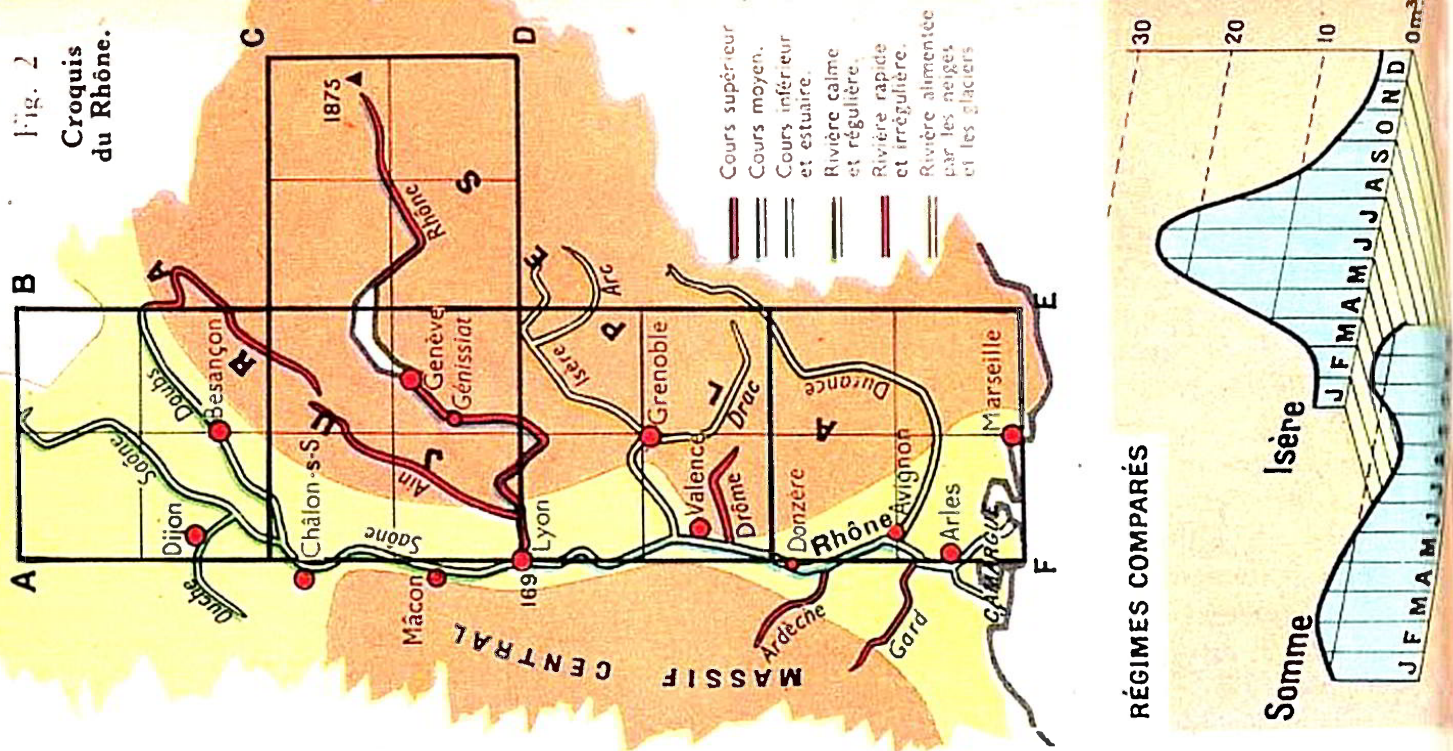 Fig. 2
Croquis
du Rhône.
A
B
C
D
E
F
1875
Rhône
S
A
R
U
J
Saône
Doubs
Besançon
Dijon
Ouche
Châlon-s-S
Saône
Ain
Genève
Génissiat
Mâcon
Lyon
169
Isère
Arc
E
P
L
A
Grenoble
Drac
Valence
Drôme
Durance
Donzère
Rhône
Avignon
Ardèche
Gard
Arles
CAMARGUE
Marseille
MASSIF CENTRAL
Cours supérieur
Cours moyen.
Cours inférieur
et estuaire.
Rivière calme
et régulière.
Rivière rapide
et irrégulière.
Rivière alimentée
par les neiges
et les glaciers
RÉGIMES COMPARÉS
Somme
Isère
30
20
10
0m³
J F M A M J J A S O N D
J F M A M J J